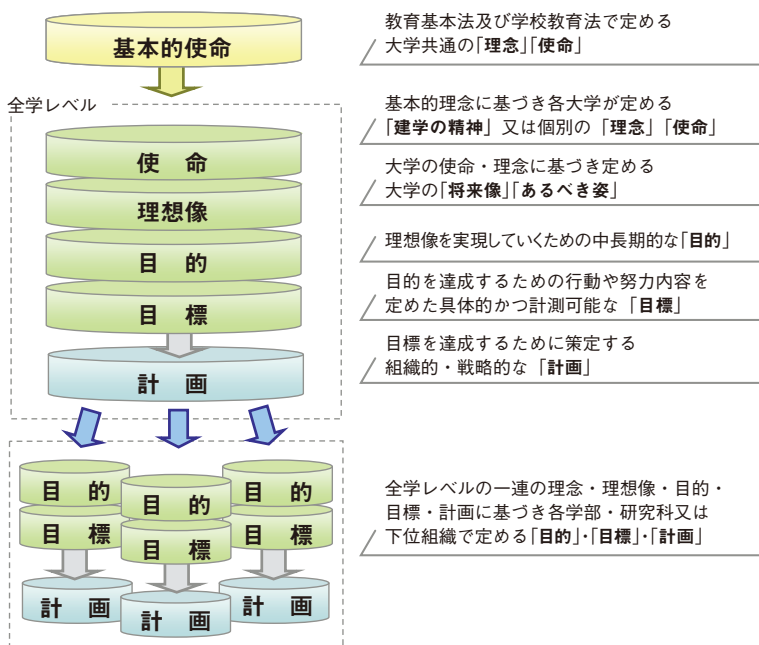 基本的使命
教育基本法及び学校教育法で定める
大学共通の「理念」「使命」
全学レベル
使 命
基本的理念に基づき各大学が定める
「建学の精神」又は個別の「理念」「使命」
理想像
大学の使命・理念に基づき定める
大学の「将来像」「あるべき姿」
目 的
理想像を実現していくための中長期的な「目的」
目 標
目的を達成するための行動や努力内容を
定めた具体的かつ計測可能な「目標」
計 画
目標を達成するために策定する
組織的・戦略的な「計画」
目 的
目 標
計 画
目 的
目 標
計 画
目 的
目 標
計 画
全学レベルの一連の理念・理想像・目的・
目標・計画に基づき各学部・研究科又は
下位組織で定める「目的」・「目標」・「計画」